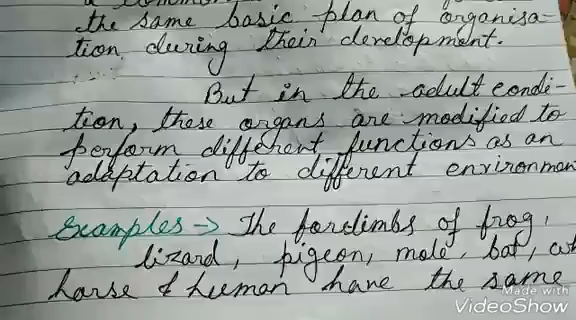 the same basic plan of organisa-
tion during their development.
But in the adult condi-
tion, these organs are modified to
perform different functions as an
adaptation to different environmen
Examples → The forelimbs of frog,
lizard, pigeon, mole, bat,
horse & human have the same
Made with
VideoShow